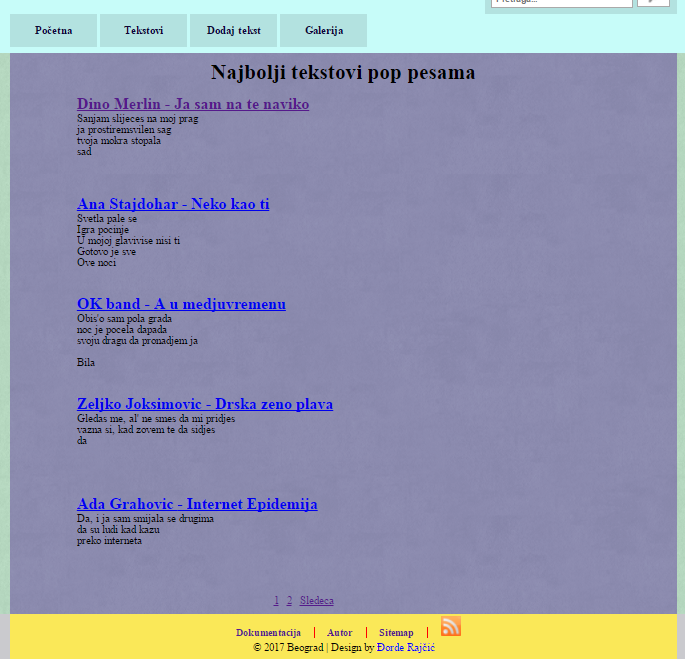 Pretraga...
Početna Tekstovi Dodaj tekst Galerija
Najbolji tekstovi pop pesama
Dino Merlin - Ja sam na te naviko
Sanjam slijeces na moj prag
ja prostiremsvilen sag
tvoja mokra stopala
sad
Ana Stajdohar - Neko kao ti
Svetla pale se
Igra pocinje
U mojoj glavivise nisi ti
Gotovo je sve
Ove noci
OK band - A u medjuvremenu
Obis'o sam pola grada
noc je pocela dapada
svoju dragu da pronadjem ja
Bila
Zeljko Joksimovic - Drska zeno plava
Gledas me, al' ne smes da mi pridjes
vazna si, kad zovem te da sidjes
da
Ada Grahovic - Internet Epidemija
Da, i ja sam smijala se drugima
da su ludi kad kazu
preko interneta
1 2 Sledeca
Dokumentacija | Autor | Sitemap |
© 2017 Beograd | Design by Đorđe Rajčić